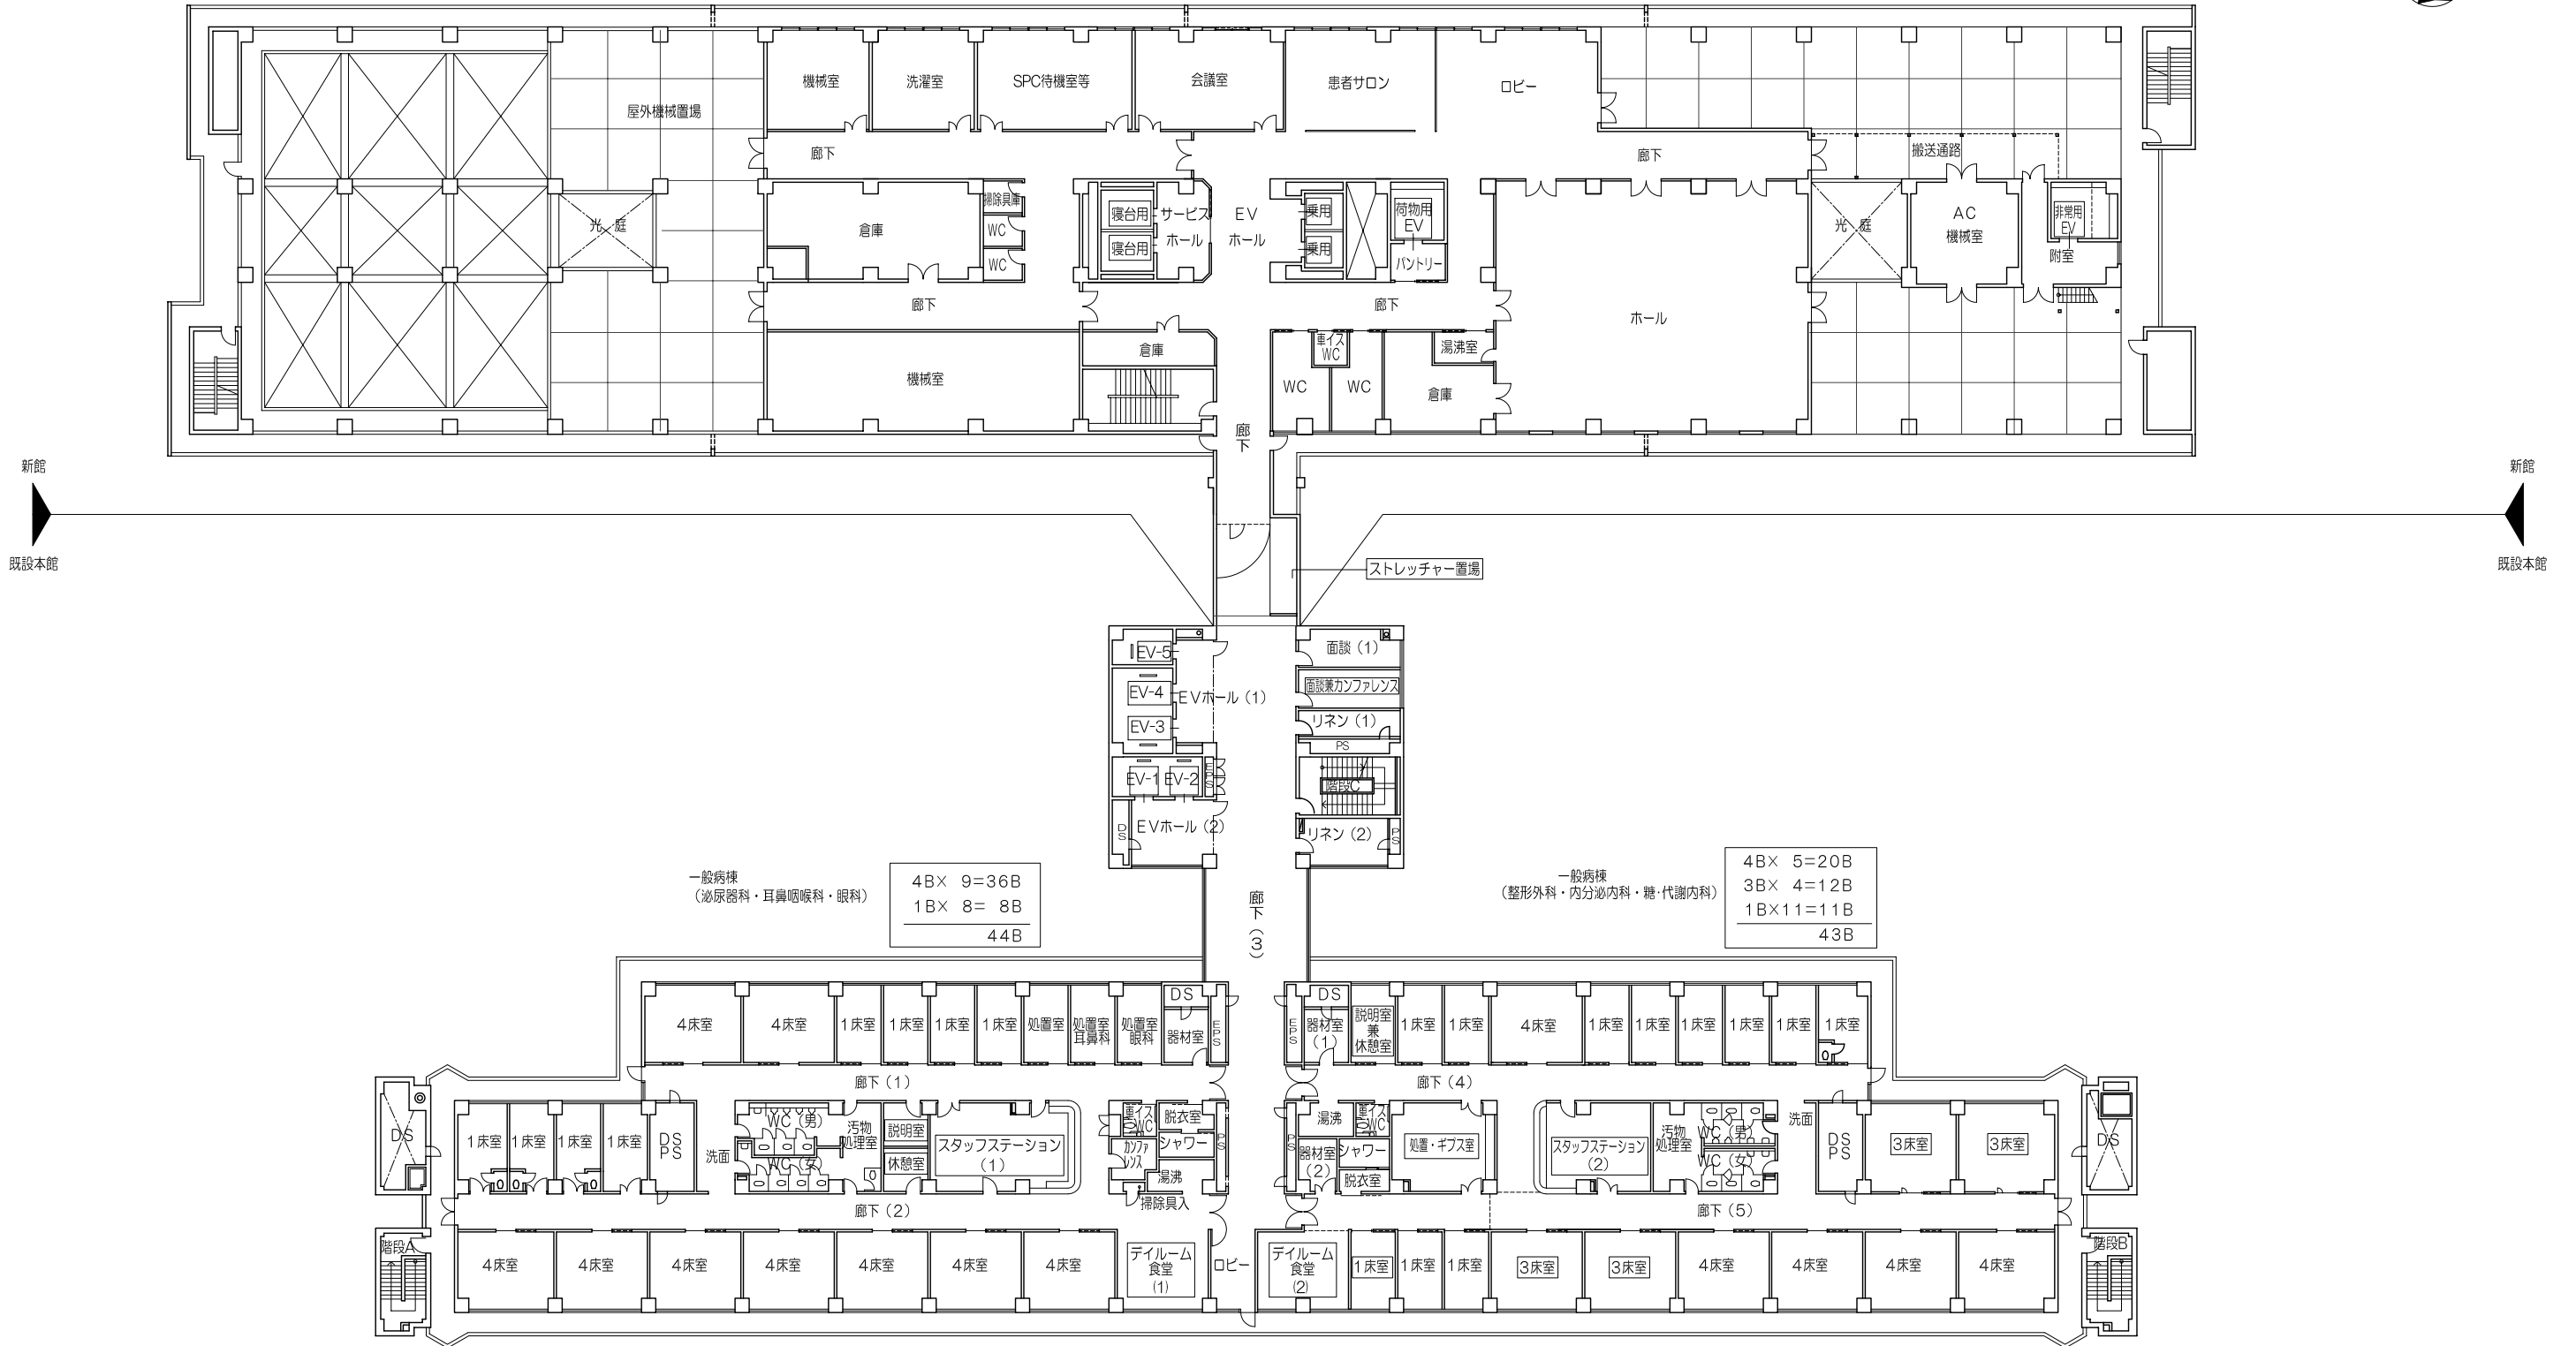 機械室
洗濯室
SPC待機室等
会議室
患者サロン
ロビー
屋外機械置場
廊下
廊下
搬送通路
掃除具庫
WC
WC
倉庫
光庭
寝台用
寝台用
サービス
ホール
EV
ホール
乗用
乗用
荷物用
EV
パントリー
光庭
AC
機械室
非常用
EV
附室
廊下
廊下
ホール
倉庫
機械室
車イス
WC
WC
WC
湯沸室
倉庫
廊下
新館
既設本館
新館
既設本館
ストレッチャー置場
EV-5
EV-4
EV-3
EVホール(1)
面談(1)
面談兼カンファレンス
リネン(1)
PS
EV-1
EV-2
EPS
階段C
DS
EVホール(2)
リネン(2)
PS
廊下(3)
一般病棟
(泌尿器科・耳鼻咽喉科・眼科)
4B× 9=36B
1B× 8= 8B
44B
一般病棟
(整形外科・内分泌内科・糖・代謝内科)
4B× 5=20B
3B× 4=12B
1B×11=11B
43B
4床室
4床室
1床室
1床室
1床室
1床室
処置室
処置室
耳鼻科
処置室
眼科
DS
器材室
EPS
EPS
DS
器材室
(1)
説明室
兼
休憩室
1床室
1床室
4床室
1床室
1床室
1床室
1床室
1床室
1床室
廊下(1)
廊下(4)
DS
1床室
1床室
1床室
1床室
DS
PS
洗面
WC(男)
WC(女)
汚物
処理室
説明室
休憩室
スタッフステーション
(1)
車イス
WC
カンファ
レンス
脱衣室
シャワー
湯沸
掃除具入
PS
PS
湯沸
車イス
WC
器材室
(2)
シャワー
脱衣室
処置・ギプス室
スタッフステーション
(2)
汚物
処理室
WC(男)
WC(女)
洗面
DS
PS
3床室
3床室
DS
廊下(2)
廊下(5)
階段A
4床室
4床室
4床室
4床室
4床室
4床室
4床室
デイルーム
食堂
(1)
ロビー
デイルーム
食堂
(2)
1床室
1床室
1床室
3床室
3床室
4床室
4床室
4床室
4床室
階段B